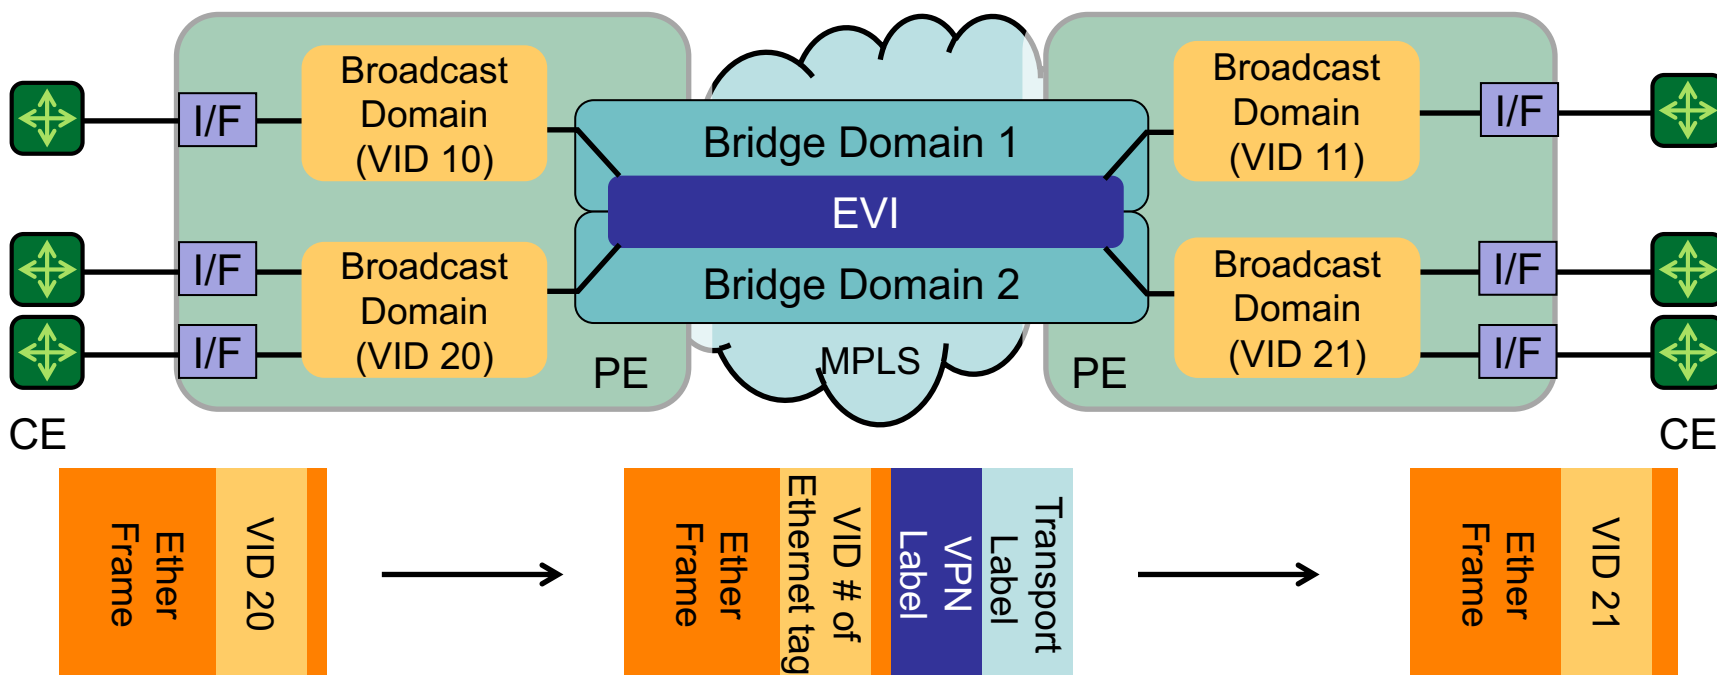 Broadcast
Domain
(VID 10)
I/F
Bridge Domain 1
EVI
Bridge Domain 2
Broadcast
Domain
(VID 11)
I/F
I/F
I/F
Broadcast
Domain
(VID 20)
PE
MPLS
PE
Broadcast
Domain
(VID 21)
I/F
I/F
CE
CE
Ether
Frame
VID 20
Ether
Frame
VID # of
Ethernet tag
VPN
Label
Transport
Label
Ether
Frame
VID 21